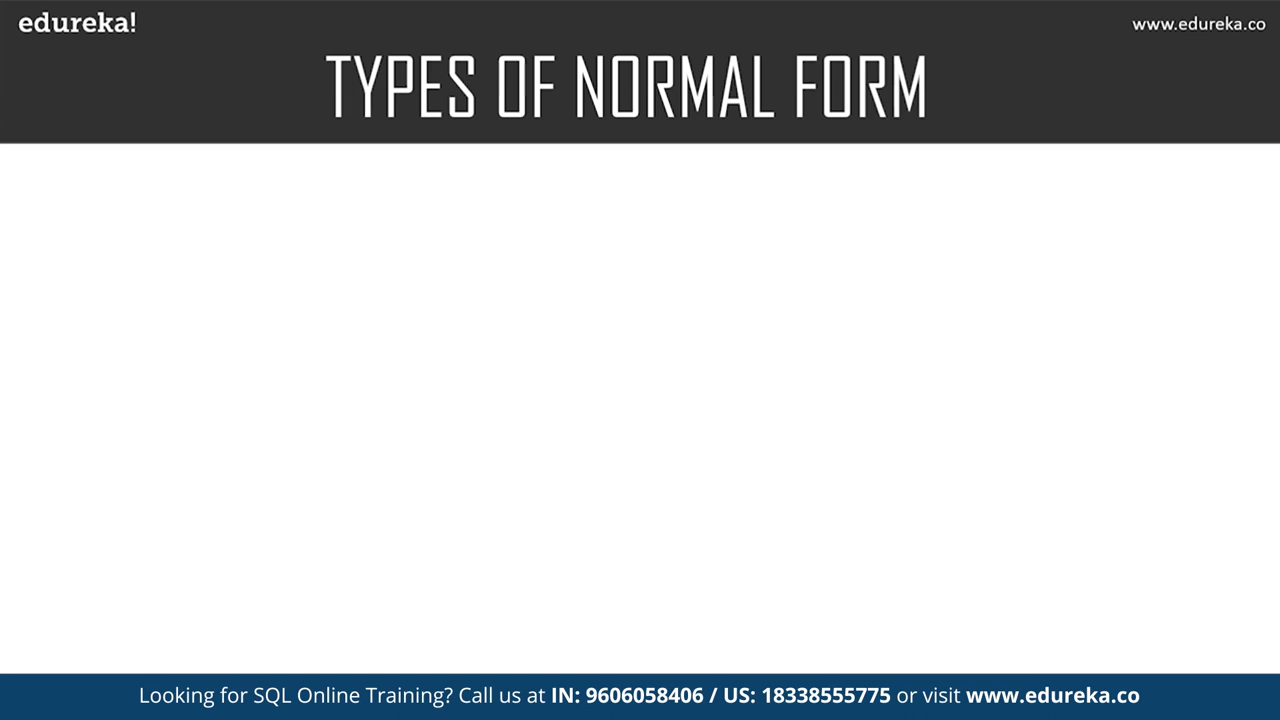 edureka!
www.edureka.co
TYPES OF NORMAL FORM
Looking for SQL Online Training? Call us at IN: 9606058406 / US: 18338555775 or visit www.edureka.co